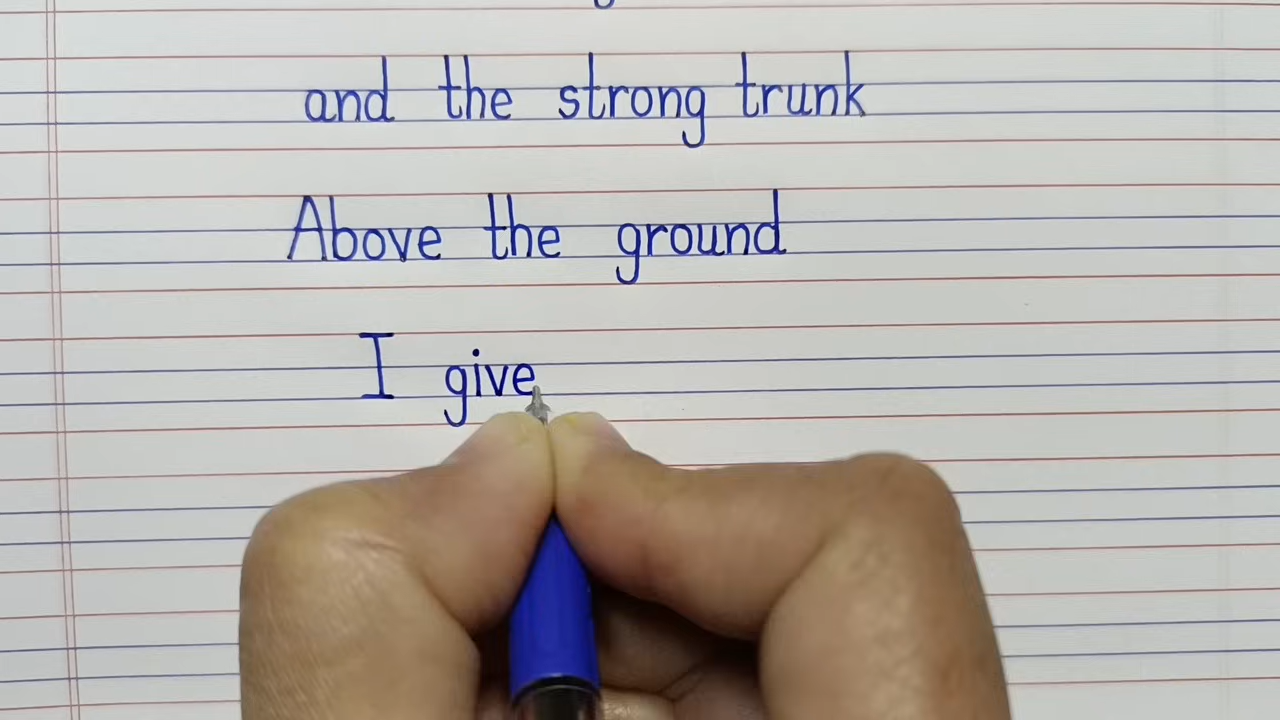 and the strong trunk
Above the ground
I give